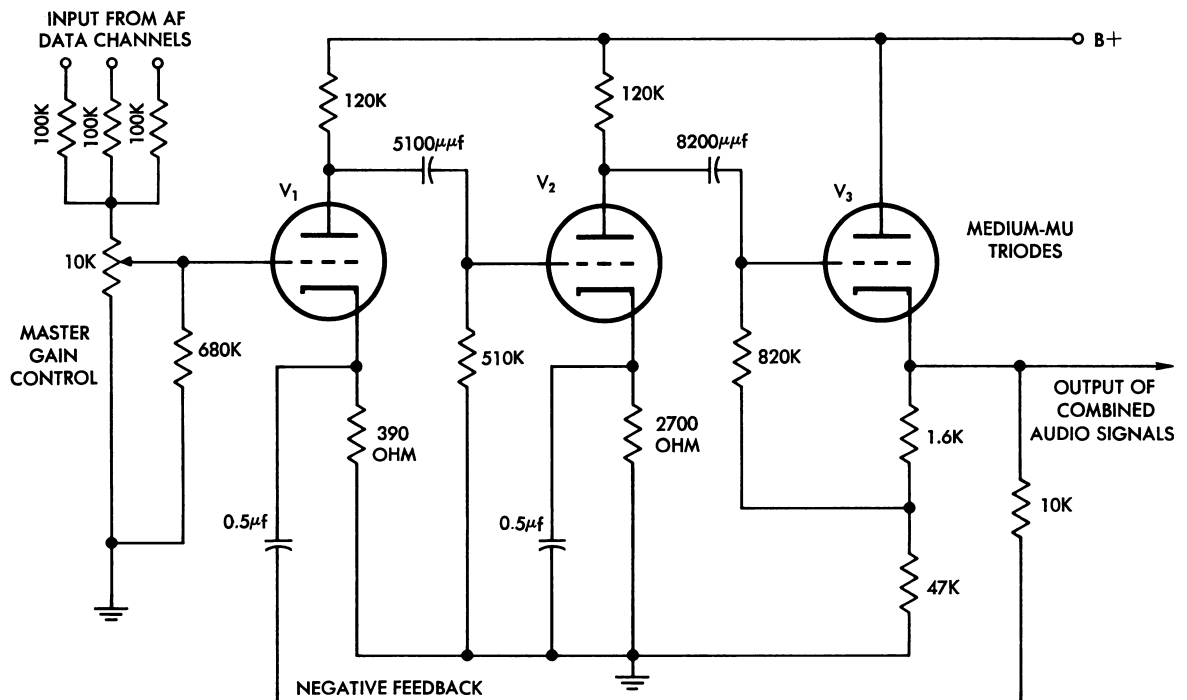 INPUT FROM AF
DATA CHANNELS
B+
100K
100K
100K
120K
120K
5100μμf
8200μμf
V1
V2
V3
MEDIUM-MU
TRIODES
10K
MASTER
GAIN
CONTROL
680K
510K
820K
OUTPUT OF
COMBINED
AUDIO SIGNALS
390
OHM
2700
OHM
1.6K
10K
0.5μf
0.5μf
47K
NEGATIVE FEEDBACK